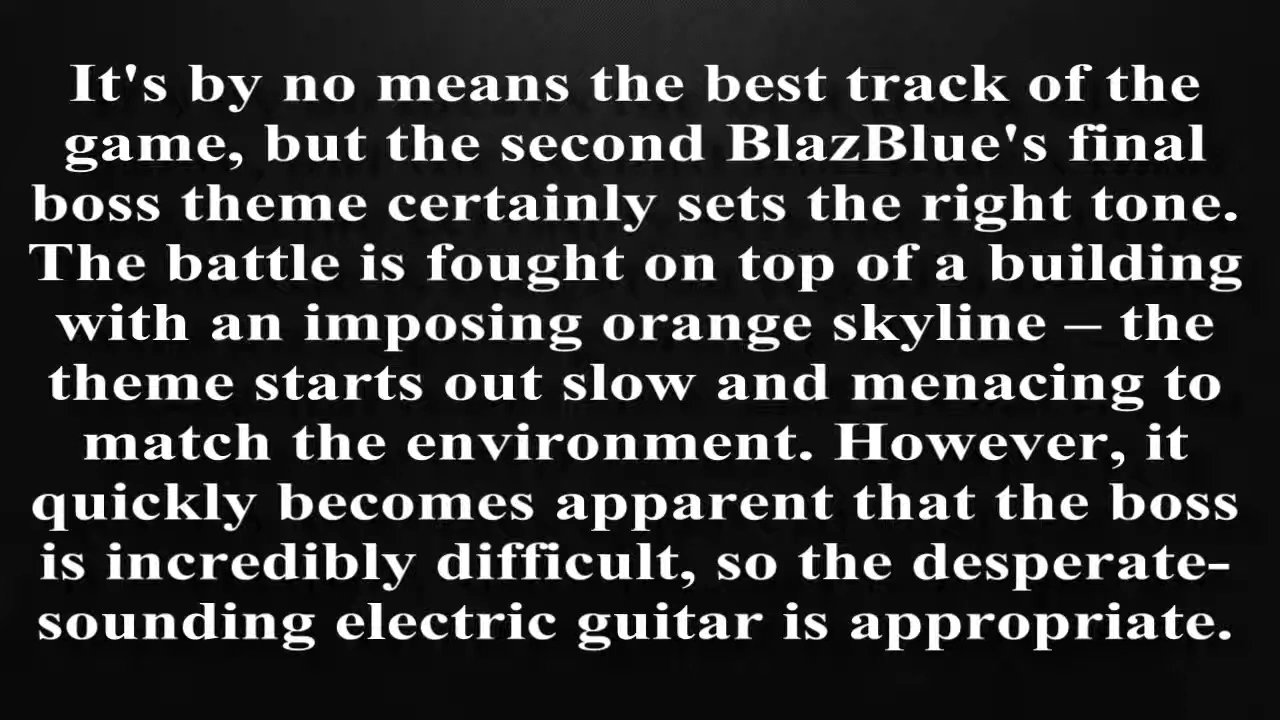 It's by no means the best track of the
game, but the second BlazBlue's final
boss theme certainly sets the right tone.
The battle is fought on top of a building
with an imposing orange skyline – the
theme starts out slow and menacing to
match the environment. However, it
quickly becomes apparent that the boss
is incredibly difficult, so the desperate-
sounding electric guitar is appropriate.